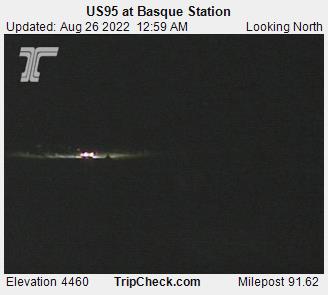 US95 at Basque Station
Updated: Aug 26 2022 12:59 AM Looking North
Elevation 4460 TripCheck.com Milepost 91.62